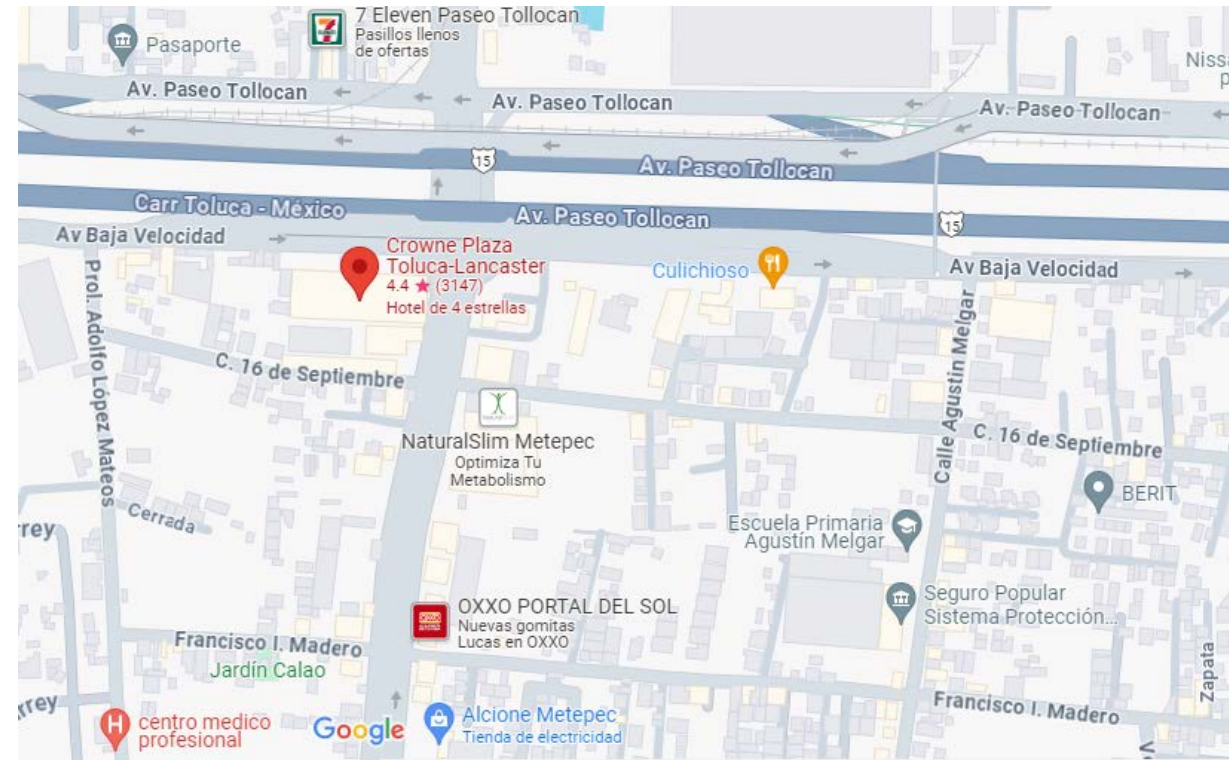 7 Eleven Paseo Tollocan
Pasillos llenos
de ofertas
Pasaporte
Nissa
p
Av. Paseo Tollocan
Av. Paseo Tollocan
Av. Paseo Tollocan
15
Av. Paseo Tollocan
Carr Toluca - México
Av. Paseo Tollocan
15
Av Baja Velocidad
Crowne Plaza
Toluca-Lancaster
4.4 ★ (3147)
Hotel de 4 estrellas
Culichioso
Av Baja Velocidad
Prol. Adolfo López Mateos
C. 16 de Septiembre
Calle Agustín Melgar
NaturalSlim Metepec
Optimiza Tu
Metabolismo
C. 16 de Septiembre
BERIT
Cerrada
rrey
Escuela Primaria
Agustín Melgar
OXXO PORTAL DEL SOL
Nuevas gomitas
Lucas en OXXO
Seguro Popular
Sistema Protección...
Francisco I. Madero
Jardín Calao
Zapata
rrey
centro medico
profesional
Google
Alcione Metepec
Tienda de electricidad
Francisco I. Madero